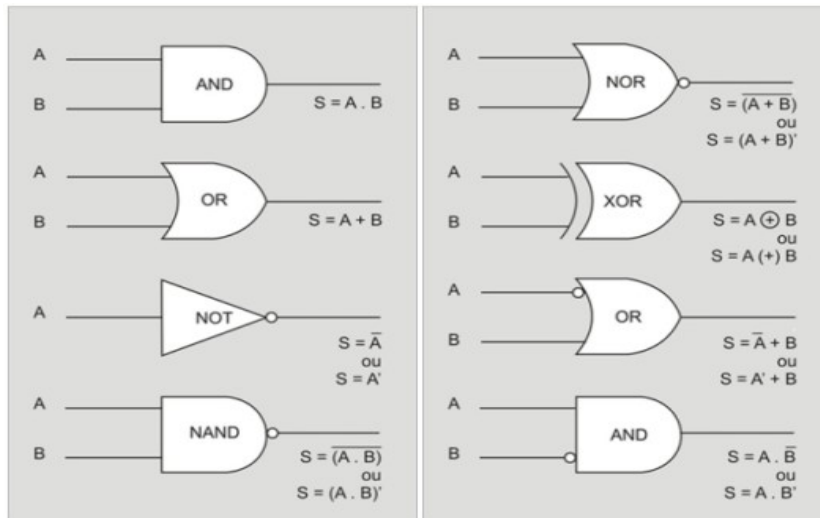 A
B
AND
S = A . B
A
B
OR
S = A + B
A
NOT
S = A̅
ou
S = A'
A
B
NAND
S = (A . B)̅
ou
S = (A . B)'
A
B
NOR
S = (A + B)̅
ou
S = (A + B)'
A
B
XOR
S = A ⊕ B
ou
S = A (+) B
A
B
OR
S = A̅ + B
ou
S = A' + B
A
B
AND
S = A . B̅
ou
S = A . B'